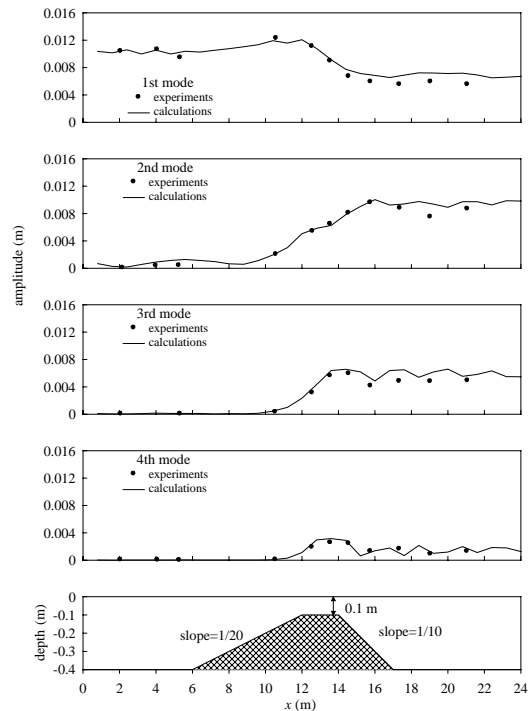 0.016
0.012
0.008
0.004
0
1st mode
experiments
calculations
0.016
0.012
0.008
0.004
0
2nd mode
experiments
calculations
amplitude (m)
0.016
0.012
0.008
0.004
0
3rd mode
experiments
calculations
0.016
0.012
0.008
0.004
0
4th mode
experiments
calculations
0
-0.1
-0.2
-0.3
-0.4
depth (m)
0.1 m
slope=1/20
slope=1/10
0 2 4 6 8 10 12 14 16 18 20 22 24
x (m)